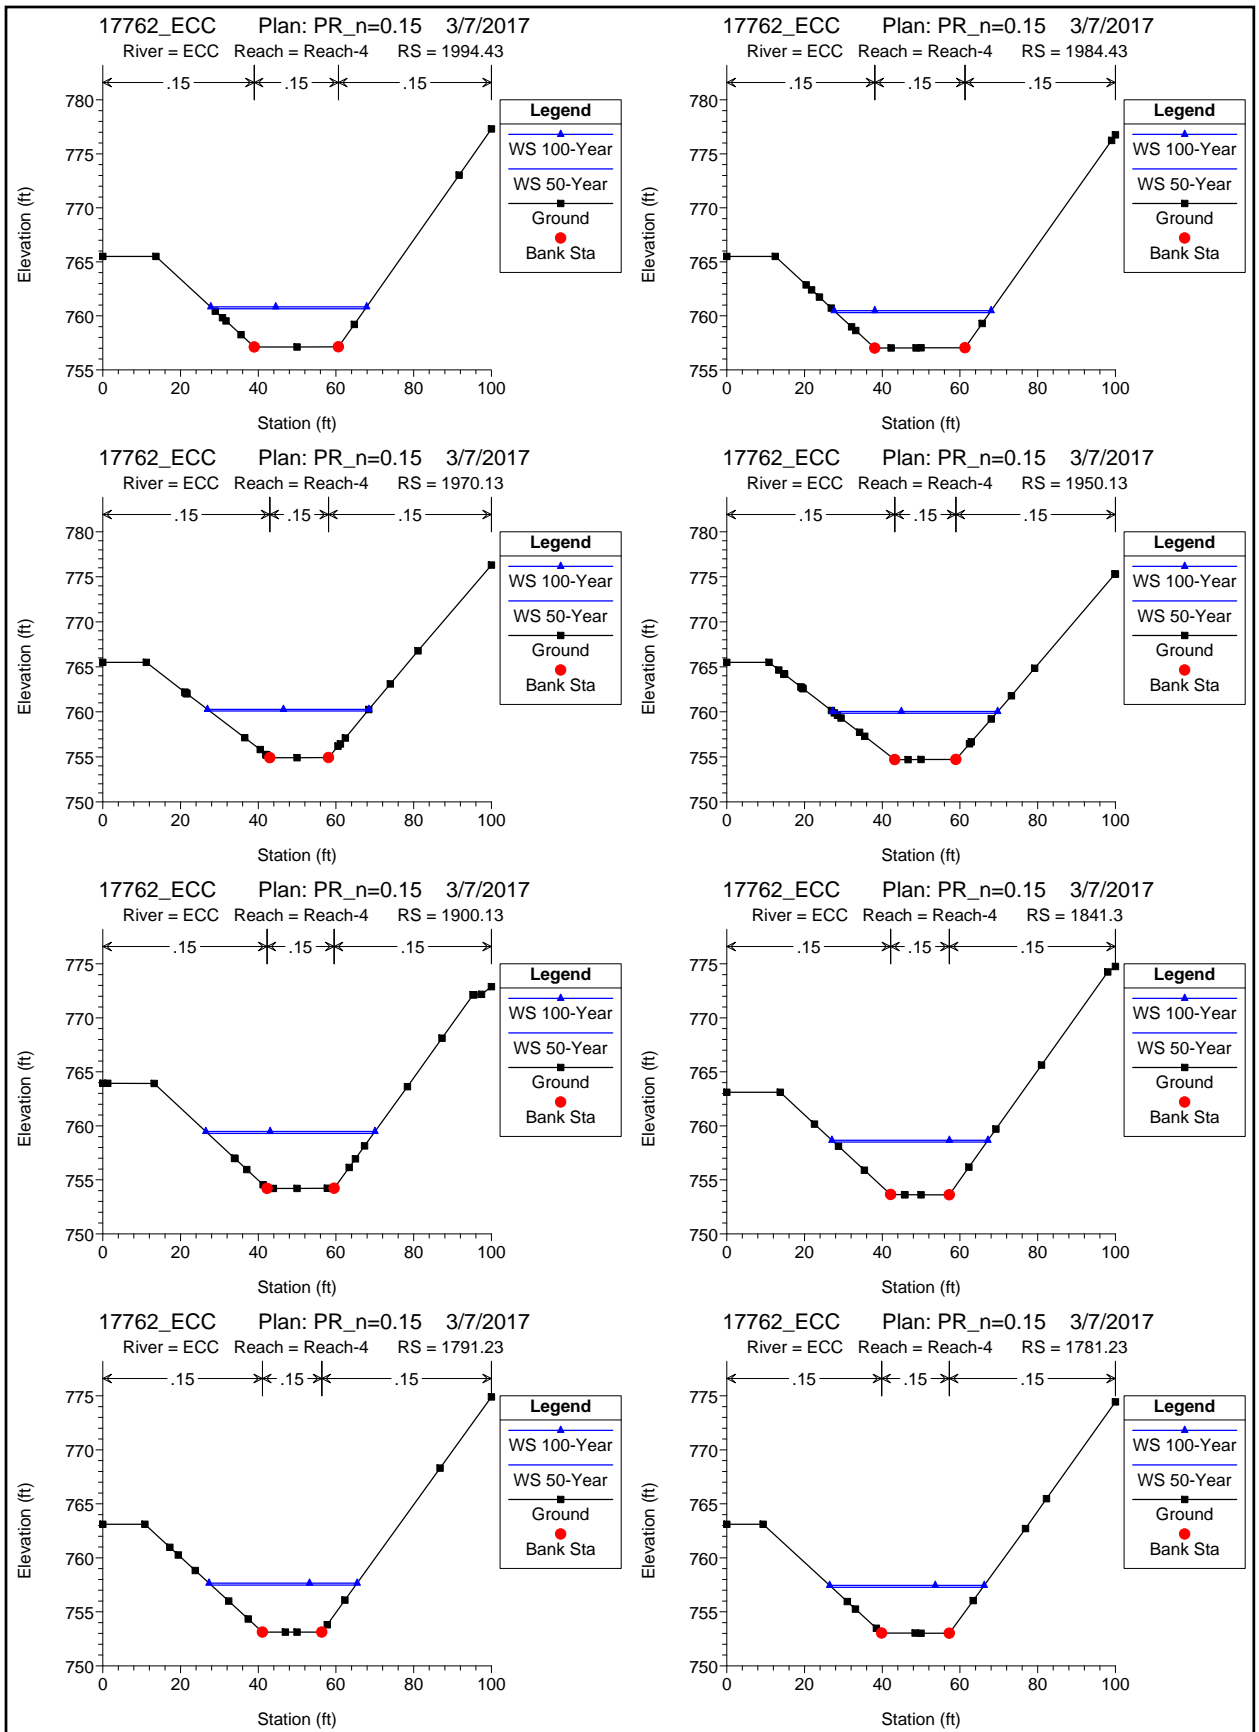 17762_ECC Plan: PR_n=0.15 3/7/2017
River = ECC Reach = Reach-4 RS = 1994.43
.15 .15 .15
Legend
WS 100-Year
WS 50-Year
Ground
Bank Sta
780
775
770
765
760
755
0 20 40 60 80 100
Station (ft)
Elevation (ft)
17762_ECC Plan: PR_n=0.15 3/7/2017
River = ECC Reach = Reach-4 RS = 1984.43
.15 .15 .15
Legend
WS 100-Year
WS 50-Year
Ground
Bank Sta
780
775
770
765
760
755
0 20 40 60 80 100
Station (ft)
Elevation (ft)
17762_ECC Plan: PR_n=0.15 3/7/2017
River = ECC Reach = Reach-4 RS = 1970.13
.15 .15 .15
Legend
WS 100-Year
WS 50-Year
Ground
Bank Sta
780
775
770
765
760
755
750
0 20 40 60 80 100
Station (ft)
Elevation (ft)
17762_ECC Plan: PR_n=0.15 3/7/2017
River = ECC Reach = Reach-4 RS = 1950.13
.15 .15 .15
Legend
WS 100-Year
WS 50-Year
Ground
Bank Sta
780
775
770
765
760
755
750
0 20 40 60 80 100
Station (ft)
Elevation (ft)
17762_ECC Plan: PR_n=0.15 3/7/2017
River = ECC Reach = Reach-4 RS = 1900.13
.15 .15 .15
Legend
WS 100-Year
WS 50-Year
Ground
Bank Sta
775
770
765
760
755
750
0 20 40 60 80 100
Station (ft)
Elevation (ft)
17762_ECC Plan: PR_n=0.15 3/7/2017
River = ECC Reach = Reach-4 RS = 1841.3
.15 .15 .15
Legend
WS 100-Year
WS 50-Year
Ground
Bank Sta
775
770
765
760
755
750
0 20 40 60 80 100
Station (ft)
Elevation (ft)
17762_ECC Plan: PR_n=0.15 3/7/2017
River = ECC Reach = Reach-4 RS = 1791.23
.15 .15 .15
Legend
WS 100-Year
WS 50-Year
Ground
Bank Sta
775
770
765
760
755
750
0 20 40 60 80 100
Station (ft)
Elevation (ft)
17762_ECC Plan: PR_n=0.15 3/7/2017
River = ECC Reach = Reach-4 RS = 1781.23
.15 .15 .15
Legend
WS 100-Year
WS 50-Year
Ground
Bank Sta
775
770
765
760
755
750
0 20 40 60 80 100
Station (ft)
Elevation (ft)